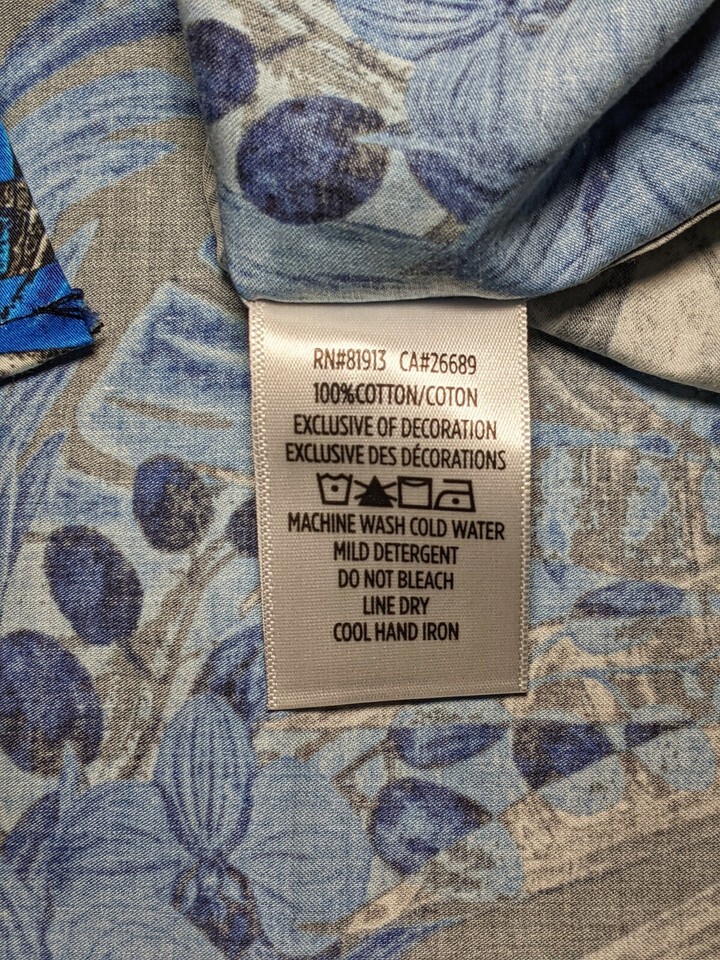 RN#81913 CA#26689
100%COTTON/COTON
EXCLUSIVE OF DECORATION
EXCLUSIVE DES DÉCORATIONS
MACHINE WASH COLD WATER
MILD DETERGENT
DO NOT BLEACH
LINE DRY
COOL HAND IRON